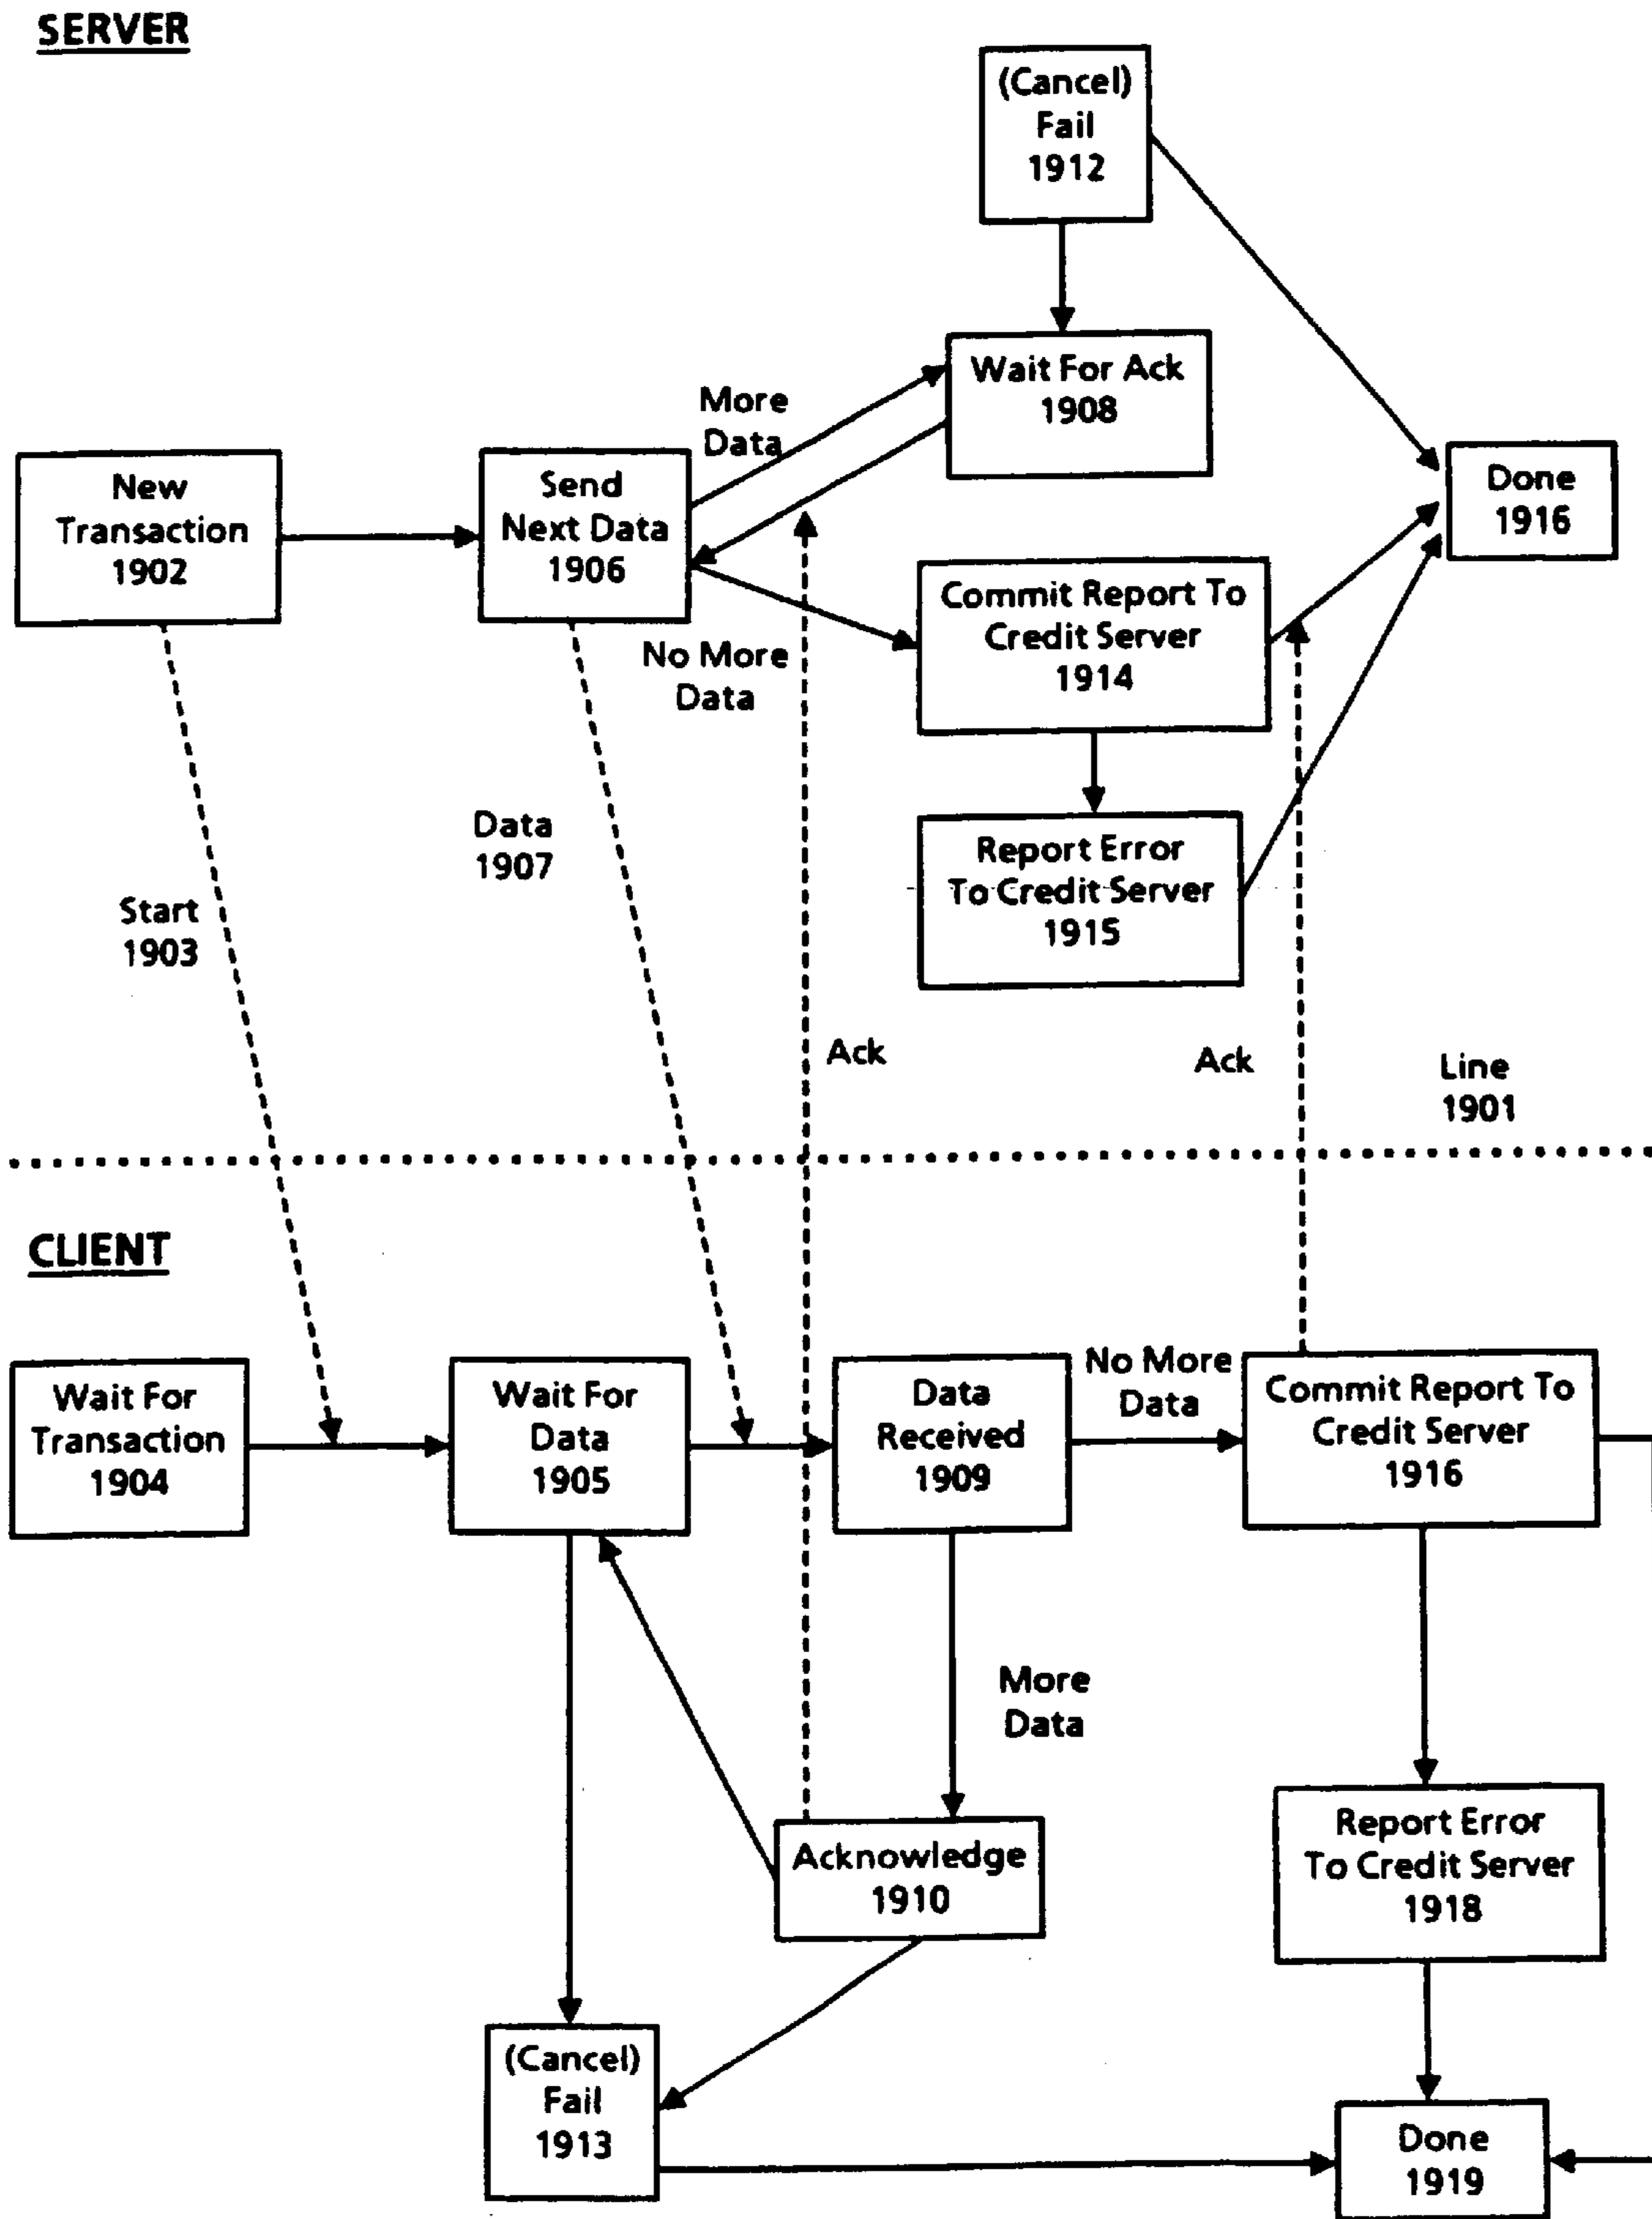 SERVER
(Cancel)
Fail
1912
Wait For Ack
1908
More
Data
New
Transaction
1902
Send
Next Data
1906
Done
1916
Commit Report To
Credit Server
1914
No More
Data
Report Error
To Credit Server
1915
Data
1907
Start
1903
Ack
Ack
Line
1901
CLIENT
Wait For
Transaction
1904
Wait For
Data
1905
Data
Received
1909
No More
Data
Commit Report To
Credit Server
1916
More
Data
Acknowledge
1910
Report Error
To Credit Server
1918
(Cancel)
Fail
1913
Done
1919